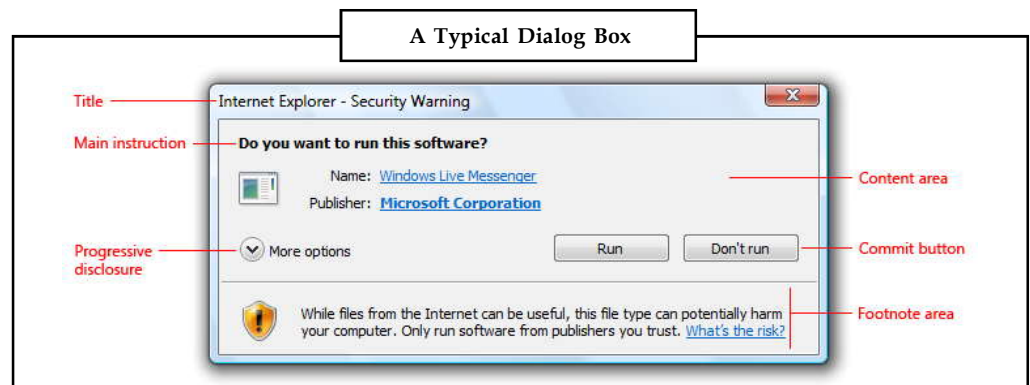 A Typical Dialog Box
Title
Internet Explorer - Security Warning
Main instruction
Do you want to run this software?
Name: Windows Live Messenger
Content area
Publisher: Microsoft Corporation
Progressive
disclosure
More options
Run
Don't run
Commit button
While files from the Internet can be useful, this file type can potentially harm
your computer. Only run software from publishers you trust. What's the risk?
Footnote area